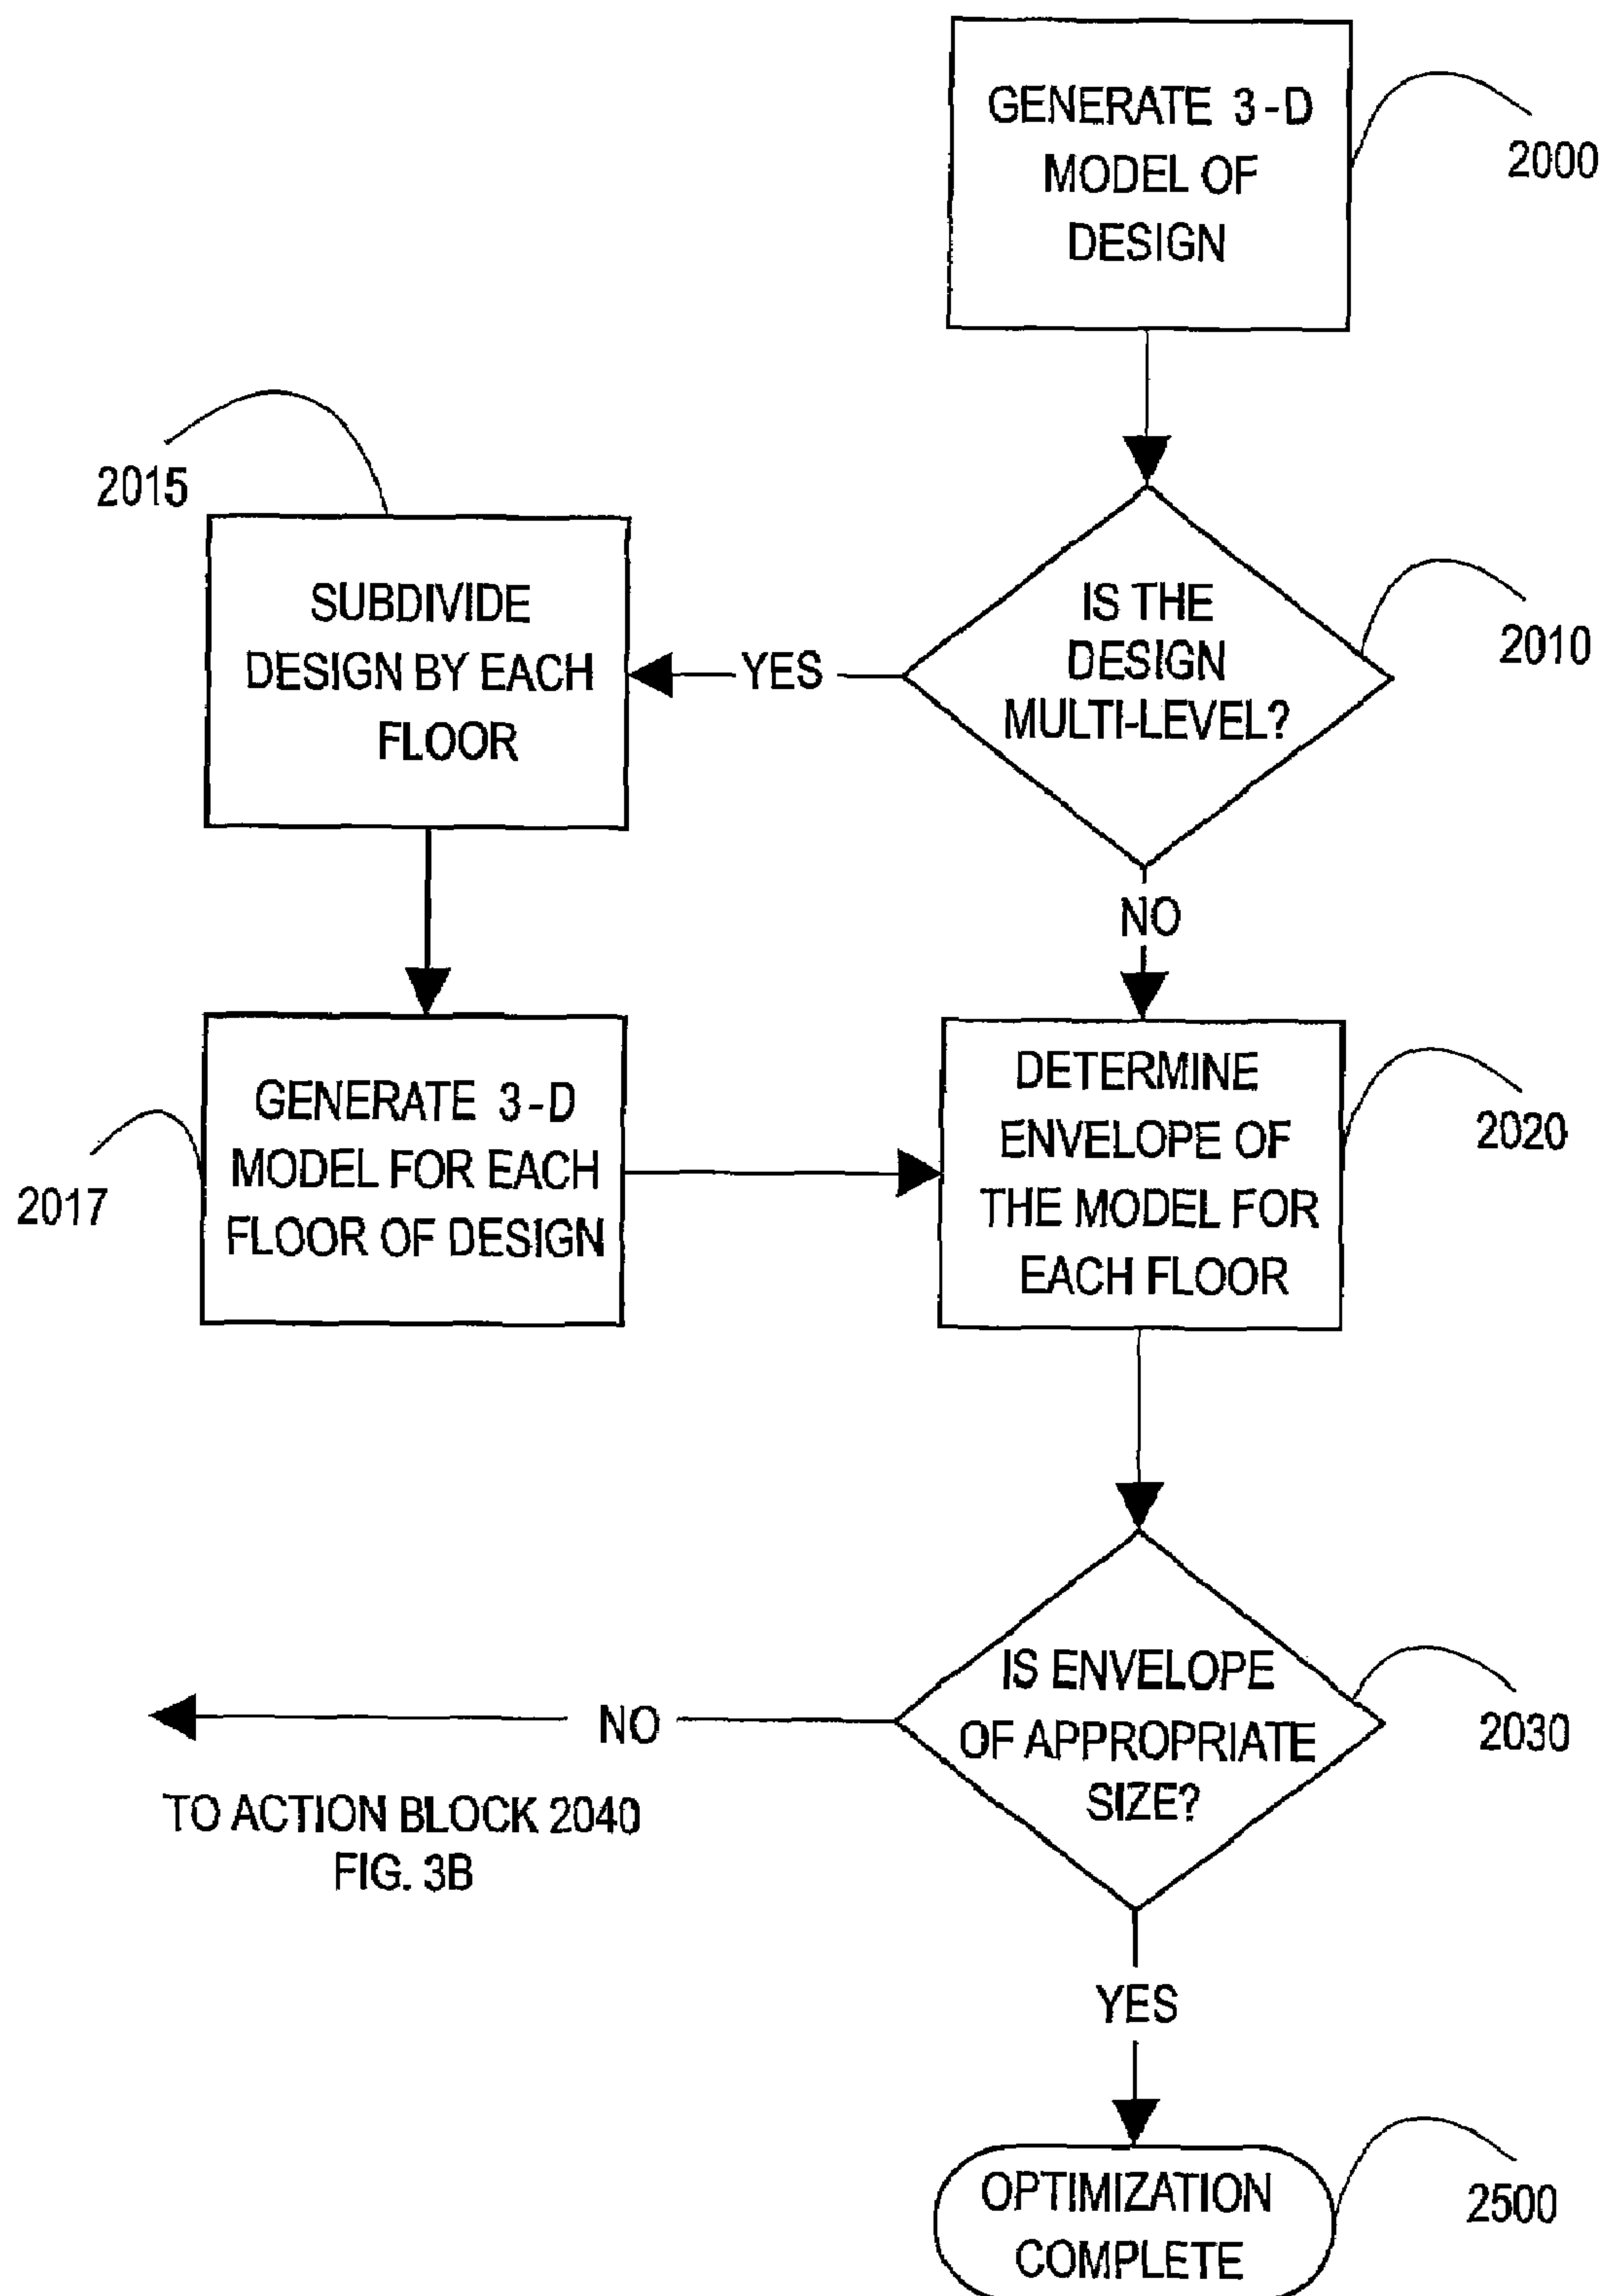 GENERATE 3-D
MODEL OF
DESIGN
2000
2015
SUBDIVIDE
DESIGN BY EACH
FLOOR
YES
IS THE
DESIGN
MULTI-LEVEL?
2010
NO
GENERATE 3-D
MODEL FOR EACH
FLOOR OF DESIGN
2017
DETERMINE
ENVELOPE OF
THE MODEL FOR
EACH FLOOR
2020
IS ENVELOPE
OF APPROPRIATE
SIZE?
2030
NO
TO ACTION BLOCK 2040
FIG. 3B
YES
OPTIMIZATION
COMPLETE
2500